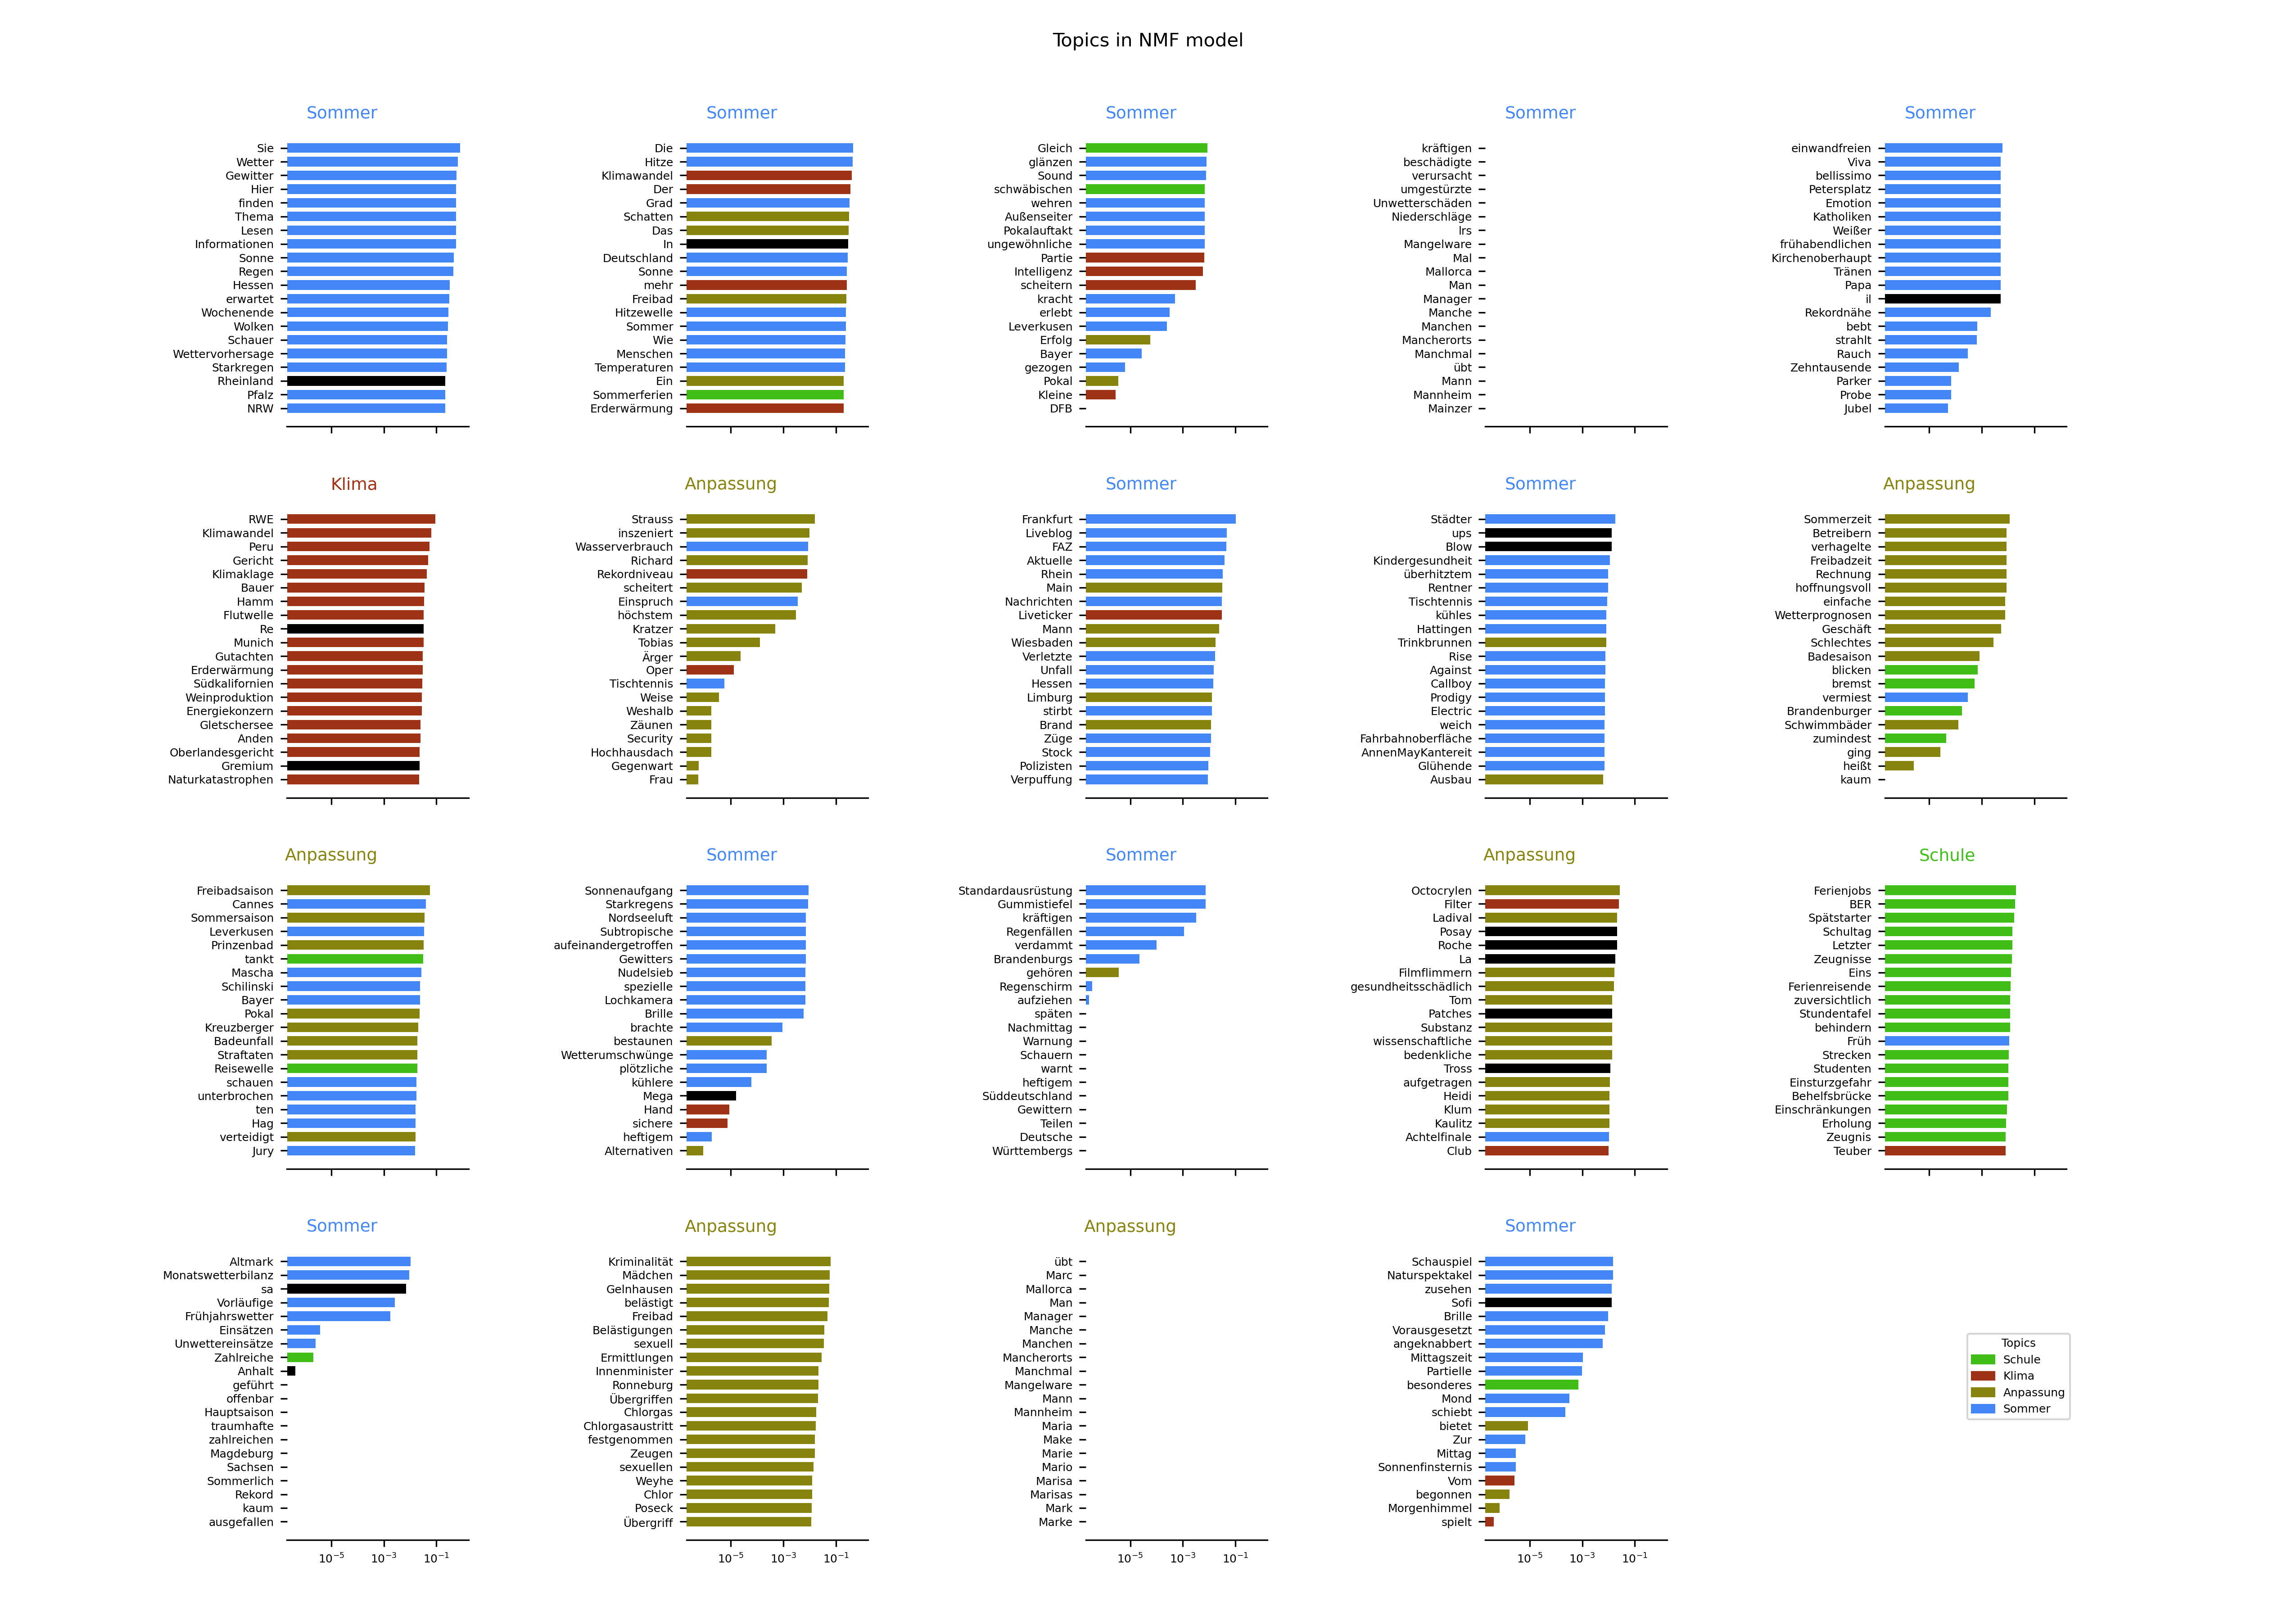 Topics in NMF model
Sommer
Sie
Wetter
Gewitter
Hier
finden
Thema
Lesen
Informationen
Sonne
Regen
Hessen
erwartet
Wochenende
Wolken
Schauer
Wettervorhersage
Starkregen
Rheinland
Pfalz
NRW
Sommer
Die
Hitze
Klimawandel
Der
Grad
Schatten
Das
In
Deutschland
Sonne
mehr
Freibad
Hitzewelle
Sommer
Wie
Menschen
Temperaturen
Ein
Sommerferien
Erderwärmung
Sommer
Gleich
glänzen
Sound
schwäbischen
wehren
Außenseiter
Pokalauftakt
ungewöhnliche
Partie
Intelligenz
scheitern
kracht
erlebt
Leverkusen
Erfolg
Bayer
gezogen
Pokal
Kleine
DFB
Sommer
kräftigen
beschädigte
verursacht
umgestürzte
Unwetterschäden
Niederschläge
Irs
Mangelware
Mal
Mallorca
Man
Manager
Manche
Manchen
Mancherorts
Manchmal
übt
Mann
Mannheim
Mainzer
Sommer
einwandfreien
Viva
bellissimo
Petersplatz
Emotion
Katholiken
Weißer
frühabendlichen
Kirchenoberhaupt
Tränen
Papa
il
Rekordnähe
bebt
strahlt
Rauch
Zehntausende
Parker
Probe
Jubel
Klima
RWE
Klimawandel
Peru
Gericht
Klimaklage
Bauer
Hamm
Flutwelle
Re
Munich
Gutachten
Erderwärmung
Südkalifornien
Weinproduktion
Energiekonzern
Gletschersee
Anden
Oberlandesgericht
Gremium
Naturkatastrophen
Anpassung
Strauss
inszeniert
Wasserverbrauch
Richard
Rekordniveau
scheitert
Einspruch
höchstem
Kratzer
Tobias
Ärger
Oper
Tischtennis
Weise
Weshalb
Zäunen
Security
Hochhausdach
Gegenwart
Frau
Sommer
Frankfurt
Liveblog
FAZ
Aktuelle
Rhein
Main
Nachrichten
Liveticker
Mann
Wiesbaden
Verletzte
Unfall
Hessen
Limburg
stirbt
Brand
Züge
Stock
Polizisten
Verpuffung
Sommer
Städter
ups
Blow
Kindergesundheit
überhitztem
Rentner
Tischtennis
kühles
Hattingen
Trinkbrunnen
Rise
Against
Callboy
Prodigy
Electric
weich
Fahrbahnoberfläche
AnnenMayKantereit
Glühende
Ausbau
Anpassung
Sommerzeit
Betreibern
verhagelte
Freibadzeit
Rechnung
hoffnungsvoll
einfache
Wetterprognosen
Geschäft
Schlechtes
Badesaison
blicken
bremst
vermiest
Brandenburger
Schwimmbäder
zumindest
ging
heißt
kaum
Anpassung
Freibadsaison
Cannes
Sommersaison
Leverkusen
Prinzenbad
tankt
Mascha
Schilinski
Bayer
Pokal
Kreuzberger
Badeunfall
Straftaten
Reisewelle
schauen
unterbrochen
ten
Hag
verteidigt
Jury
Sommer
Sonnenaufgang
Starkregens
Nordseeluft
Subtropische
aufeinandergetroffen
Gewitters
Nudelsieb
spezielle
Lochkamera
Brille
brachte
bestaunen
Wetterumschwünge
plötzliche
kühlere
Mega
Hand
sichere
heftigem
Alternativen
Sommer
Standardausrüstung
Gummistiefel
kräftigen
Regenfällen
verdammt
Brandenburgs
gehören
Regenschirm
aufziehen
späten
Nachmittag
Warnung
Schauern
warnt
heftigem
Süddeutschland
Gewittern
Teilen
Deutsche
Württembergs
Anpassung
Octocrylen
Filter
Ladival
Posay
Roche
La
Filmflimmern
gesundheitsschädlich
Tom
Patches
Substanz
wissenschaftliche
bedenkliche
Tross
aufgetragen
Heidi
Klum
Kaulitz
Achtelfinale
Club
Schule
Ferienjobs
BER
Spätstarter
Schultag
Letzter
Zeugnisse
Eins
Ferienreisende
zuversichtlich
Stundentafel
behindern
Früh
Strecken
Studenten
Einsturzgefahr
Behelfsbrücke
Einschränkungen
Erholung
Zeugnis
Teuber
Sommer
Altmark
Monatswetterbilanz
sa
Vorläufige
Frühjahrswetter
Einsätzen
Unwettereinsätze
Zahlreiche
Anhalt
geführt
offenbar
Hauptsaison
traumhafte
zahlreichen
Magdeburg
Sachsen
Sommerlich
Rekord
kaum
ausgefallen
10⁻⁵ 10⁻³ 10⁻¹
Anpassung
Kriminalität
Mädchen
Gelnhausen
belästigt
Freibad
Belästigungen
sexuell
Ermittlungen
Innenminister
Ronneburg
Übergriffen
Chlorgas
Chlorgasaustritt
festgenommen
Zeugen
sexuellen
Weyhe
Chlor
Poseck
Übergriff
10⁻⁵ 10⁻³ 10⁻¹
Anpassung
übt
Marc
Mallorca
Man
Manager
Manche
Manchen
Mancherorts
Manchmal
Mangelware
Mann
Mannheim
Maria
Make
Marie
Mario
Marisa
Marisas
Mark
Marke
10⁻⁵ 10⁻³ 10⁻¹
Sommer
Schauspiel
Naturspektakel
zusehen
Sofi
Brille
Vorausgesetzt
angeknabbert
Mittagszeit
Partielle
besonderes
Mond
schiebt
bietet
Zur
Mittag
Sonnenfinsternis
Vom
begonnen
Morgenhimmel
spielt
10⁻⁵ 10⁻³ 10⁻¹
Topics
Schule
Klima
Anpassung
Sommer